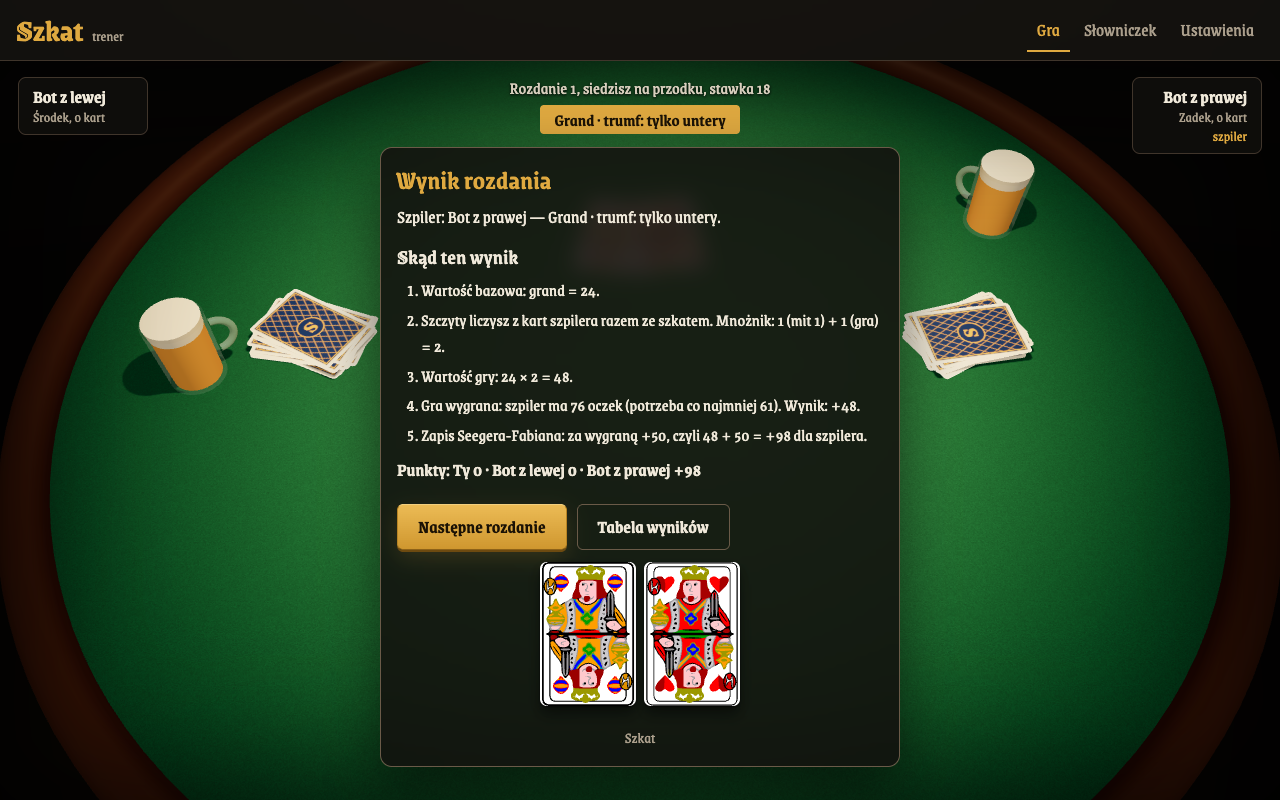 Szkat trener
Gra Słowniczek Ustawienia
Bot z lewej
Środek, 0 kart
Rozdanie 1, siedzisz na przodku, stawka 18
Grand · trumf: tylko untery
Bot z prawej
Zadek, 0 kart
szpiler
Wynik rozdania
Szpiler: Bot z prawej — Grand · trumf: tylko untery.
Skąd ten wynik
1. Wartość bazowa: grand = 24.
2. Szczyty liczysz z kart szpilera razem ze szkatem. Mnożnik: 1 (mit 1) + 1 (gra)
= 2.
3. Wartość gry: 24 × 2 = 48.
4. Gra wygrana: szpiler ma 76 oczek (potrzeba co najmniej 61). Wynik: +48.
5. Zapis Seegera-Fabiana: za wygraną +50, czyli 48 + 50 = +98 dla szpilera.
Punkty: Ty 0 · Bot z lewej 0 · Bot z prawej +98
Następne rozdanie
Tabela wyników
Szkat
S
S